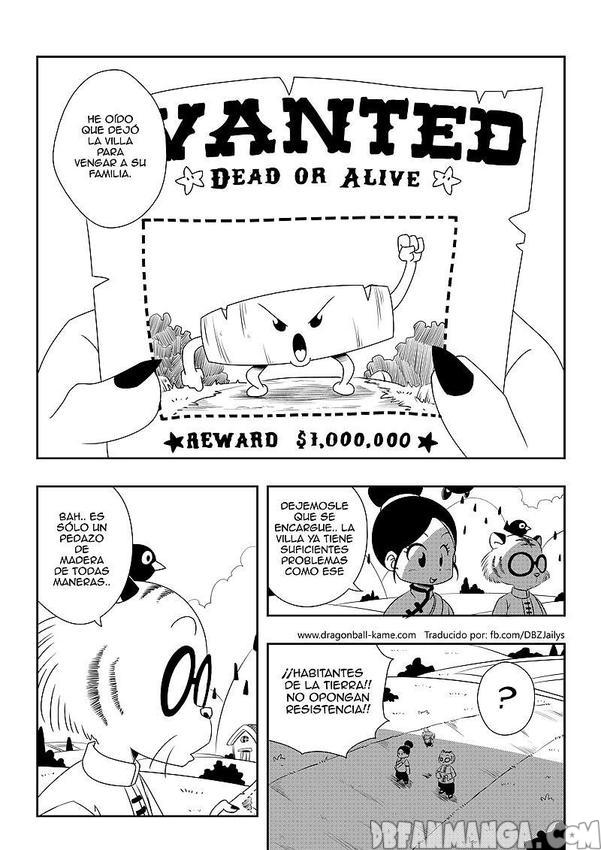 WANTED
DEAD OR ALIVE
HE OÍDO
QUE DEJÓ
LA VILLA
PARA
VENGAR A SU
FAMILIA.
REWARD $1,000,000
BAH.. ES
SÓLO UN
PEDAZO
DE
MADERA
DE TODAS
MANERAS..
DEJEMOSLE
QUE SE
ENCARGUE.. LA
VILLA YA TIENE
SUFICIENTES
PROBLEMAS
COMO ESE
www.dragonball-kame.com Traducido por: fb.com/DBZJailys
¡¡HABITANTES
DE LA TIERRA!!
NO OPONGAN
RESISTENCIA!!
?
DBFANMANGA.COM